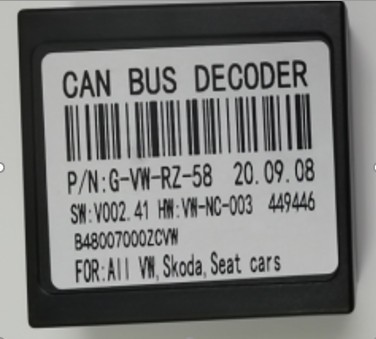 CAN BUS DECODER
P/N:G-VW-RZ-58 20.09.08
SW:V002.41 HW:VW-NC-003 449446
B48007000ZCVW
FOR:All VW,Skoda,Seat cars